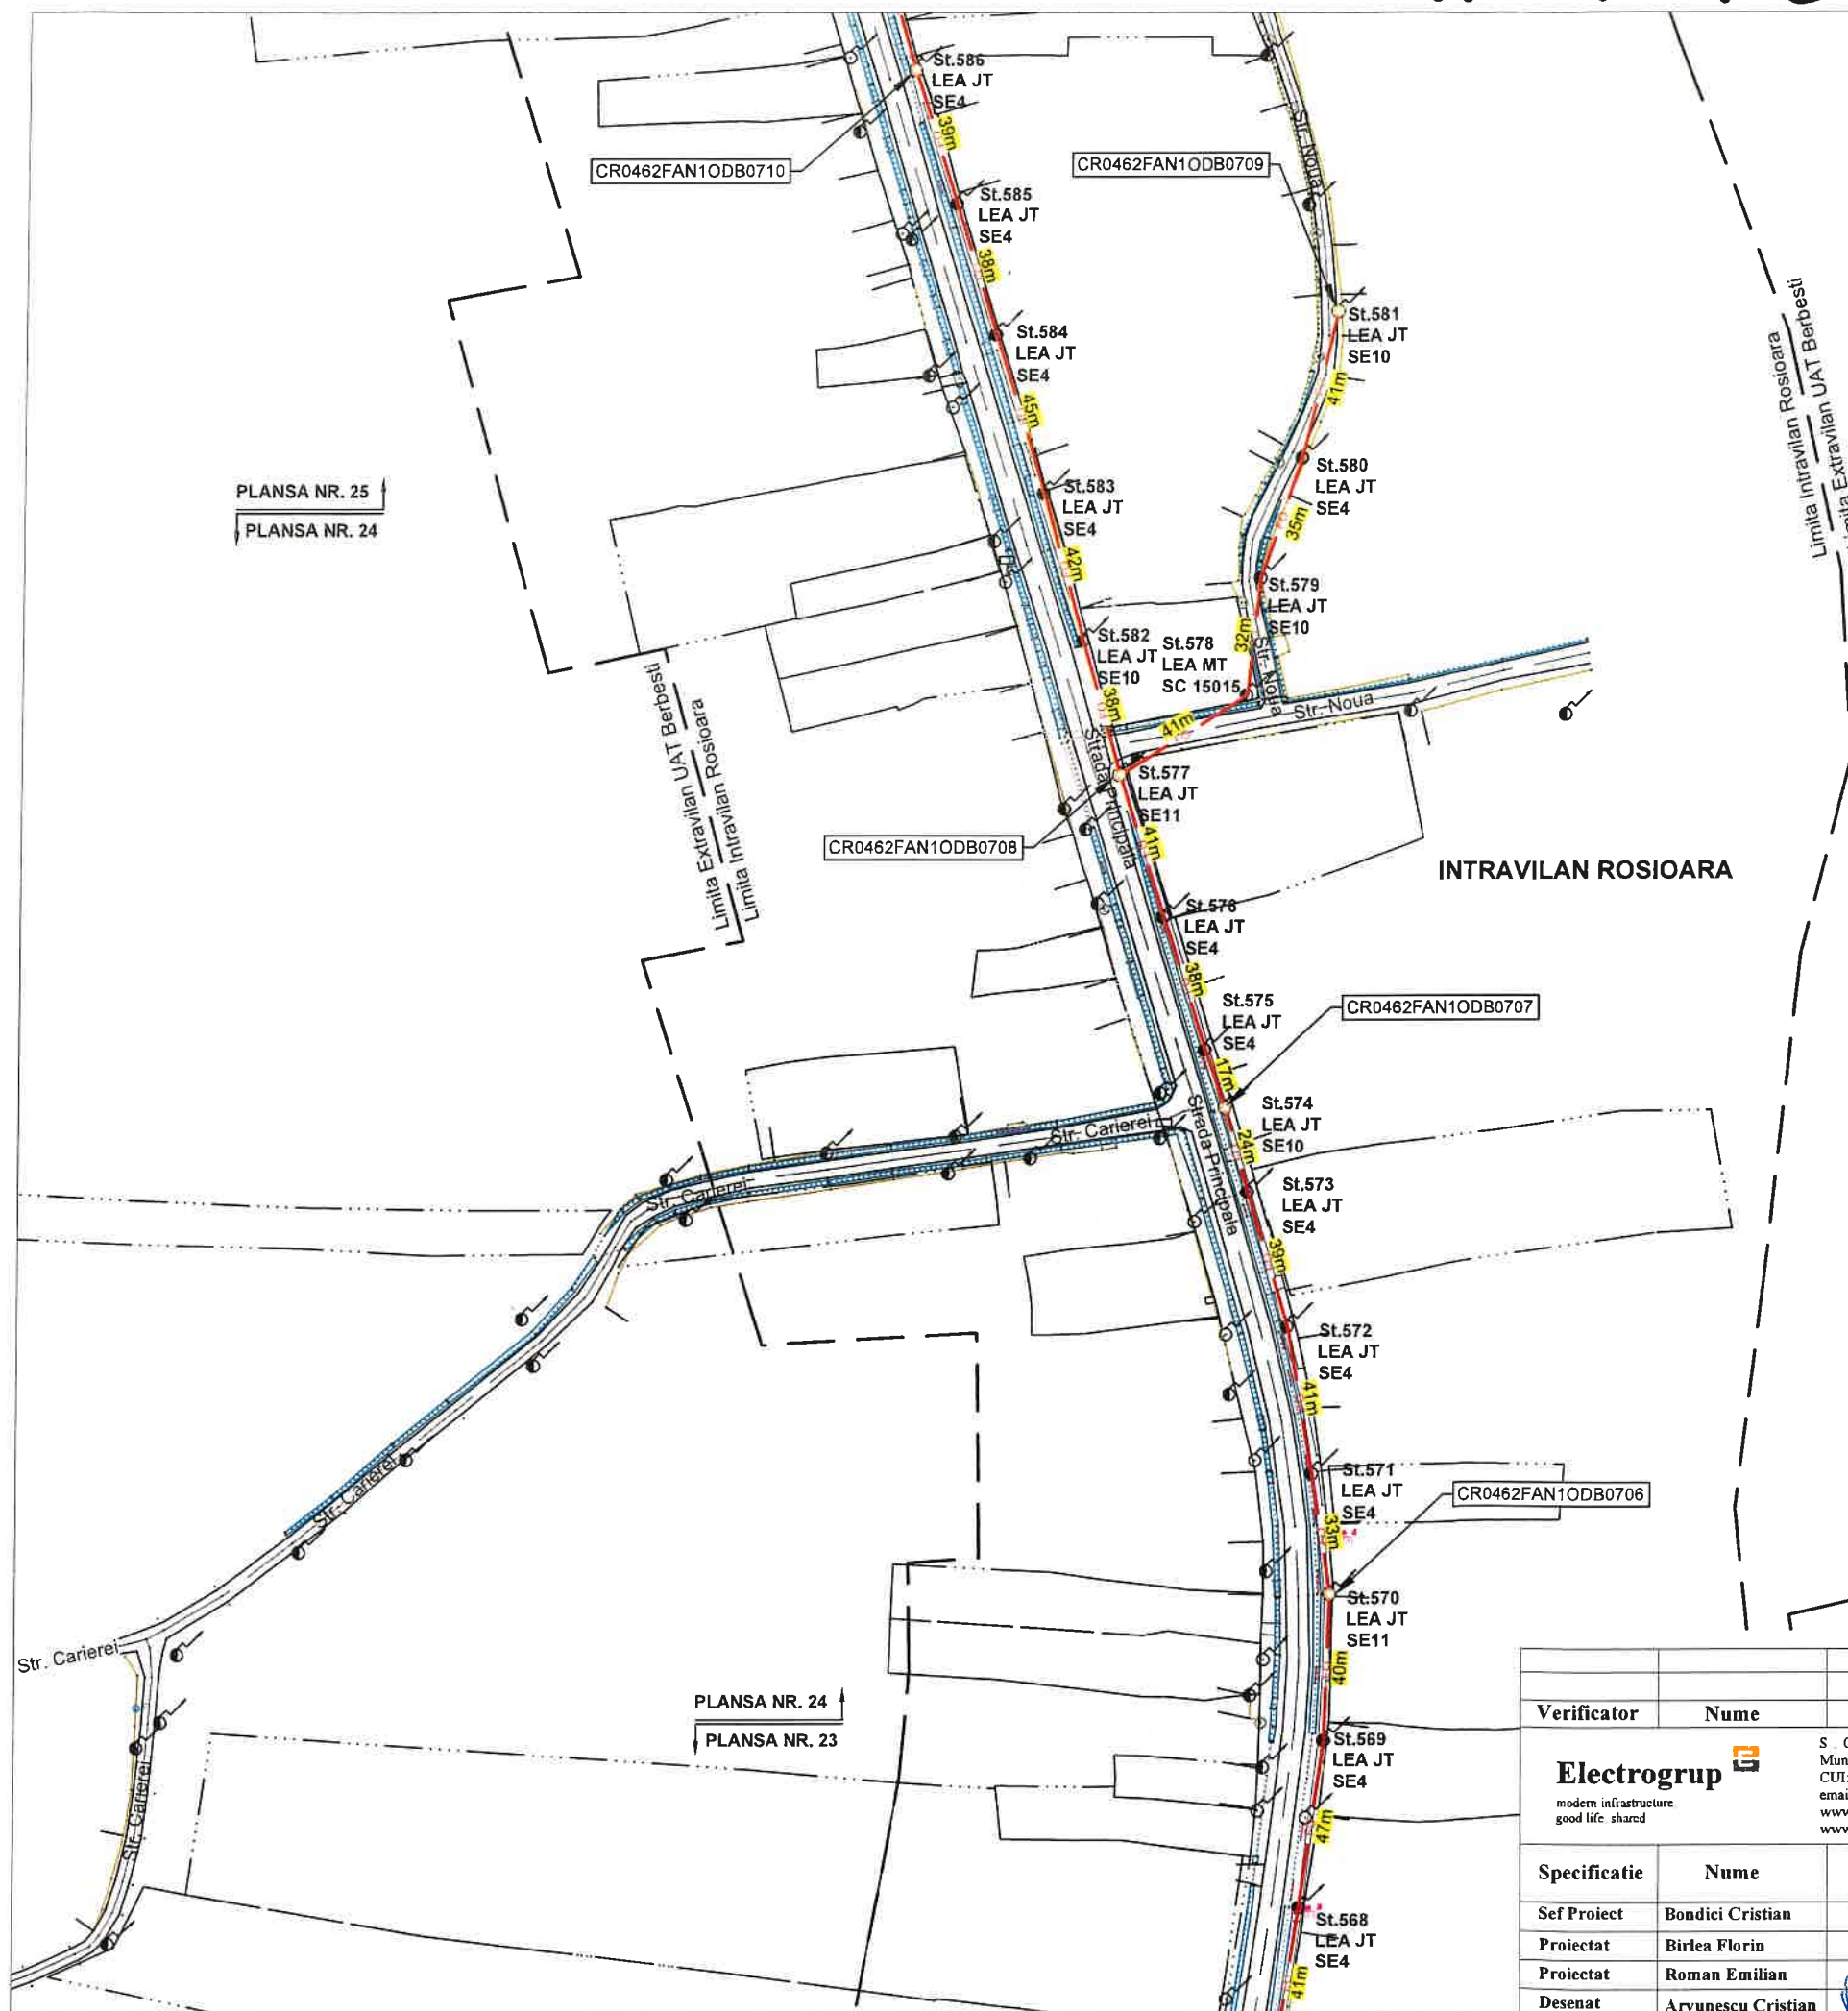 St.586
LEA JT
SE4
39m
CR0462FAN1ODB0710
CR0462FAN1ODB0709
Str. Noua
St.585
LEA JT
SE4
38m
St.581
LEA JT
SE10
41m
St.584
LEA JT
SE4
45m
Limita Intravilan Rosioara
Limita Extravilan UAT Berbesti
St.580
LEA JT
SE4
35m
PLANSA NR. 25
PLANSA NR. 24
St.583
LEA JT
SE4
42m
St.579
LEA JT
SE10
32m
Str. Noua
St.582
LEA JT
SE10
38m
St.578
LEA MT
SC 15015
Str. Noua
41m
Limita Extravilan UAT Berbesti
Limita Intravilan Rosioara
Strada Principala
St.577
LEA JT
SE11
41m
CR0462FAN1ODB0708
INTRAVILAN ROSIOARA
St.576
LEA JT
SE4
38m
St.575
LEA JT
SE4
17m
CR0462FAN1ODB0707
St.574
LEA JT
SE10
24m
Str. Carierei
Strada Principala
Str. Carierei
St.573
LEA JT
SE4
39m
St.572
LEA JT
SE4
41m
St.571
LEA JT
SE4
33m
CR0462FAN1ODB0706
Str. Carierei
St.570
LEA JT
SE11
40m
Str. Carierei
PLANSA NR. 24
PLANSA NR. 23
St.569
LEA JT
SE4
47m
Str. Carierei
St.568
LEA JT
SE4
41m
Verificator Nume
Electrogrup
modern infrastructure
good life shared
S
Mun
CUI:
emai
www
www
Specificatie Nume
Sef Proiect Bondici Cristian
Proiectat Birlea Florin
Proiectat Roman Emilian
Desenat Arvunescu Cristian